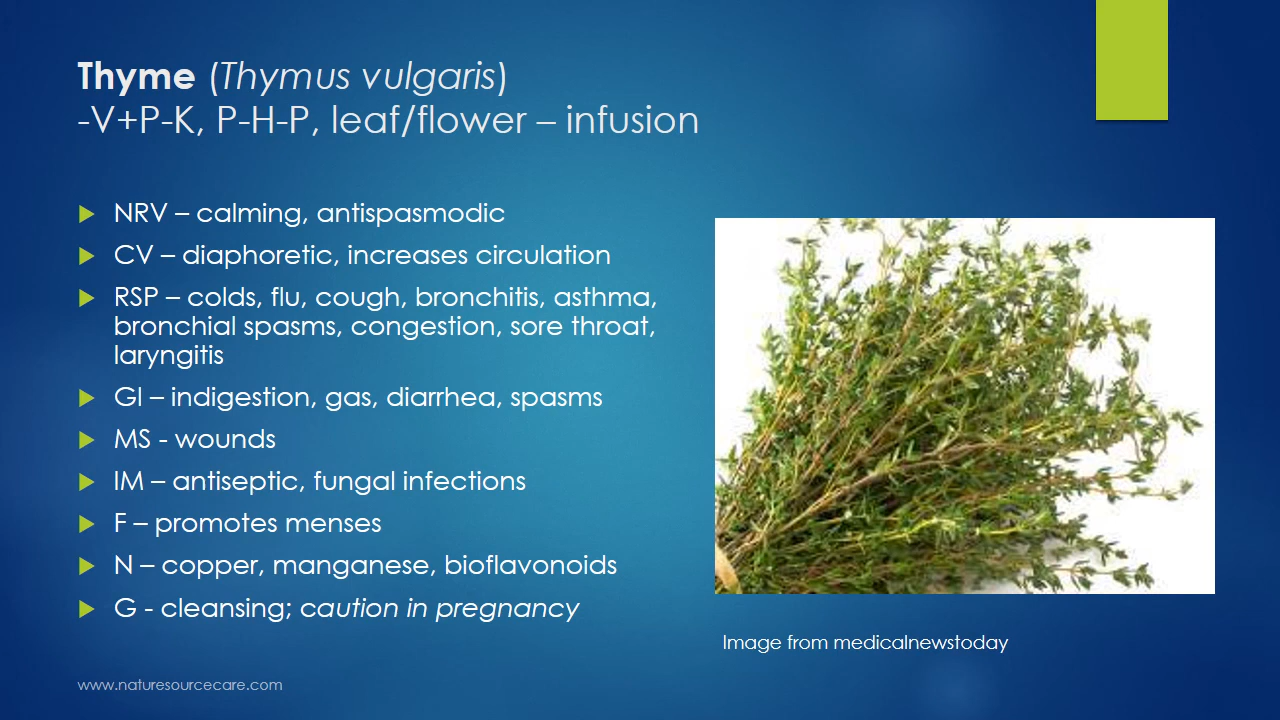 Thyme (Thymus vulgaris)
-V+P-K, P-H-P, leaf/flower – infusion
NRV – calming, antispasmodic
CV – diaphoretic, increases circulation
RSP – colds, flu, cough, bronchitis, asthma,
bronchial spasms, congestion, sore throat,
laryngitis
GI – indigestion, gas, diarrhea, spasms
MS - wounds
IM – antiseptic, fungal infections
F – promotes menses
N – copper, manganese, bioflavonoids
G - cleansing; caution in pregnancy
Image from medicalnewstoday
www.naturesourcecare.com